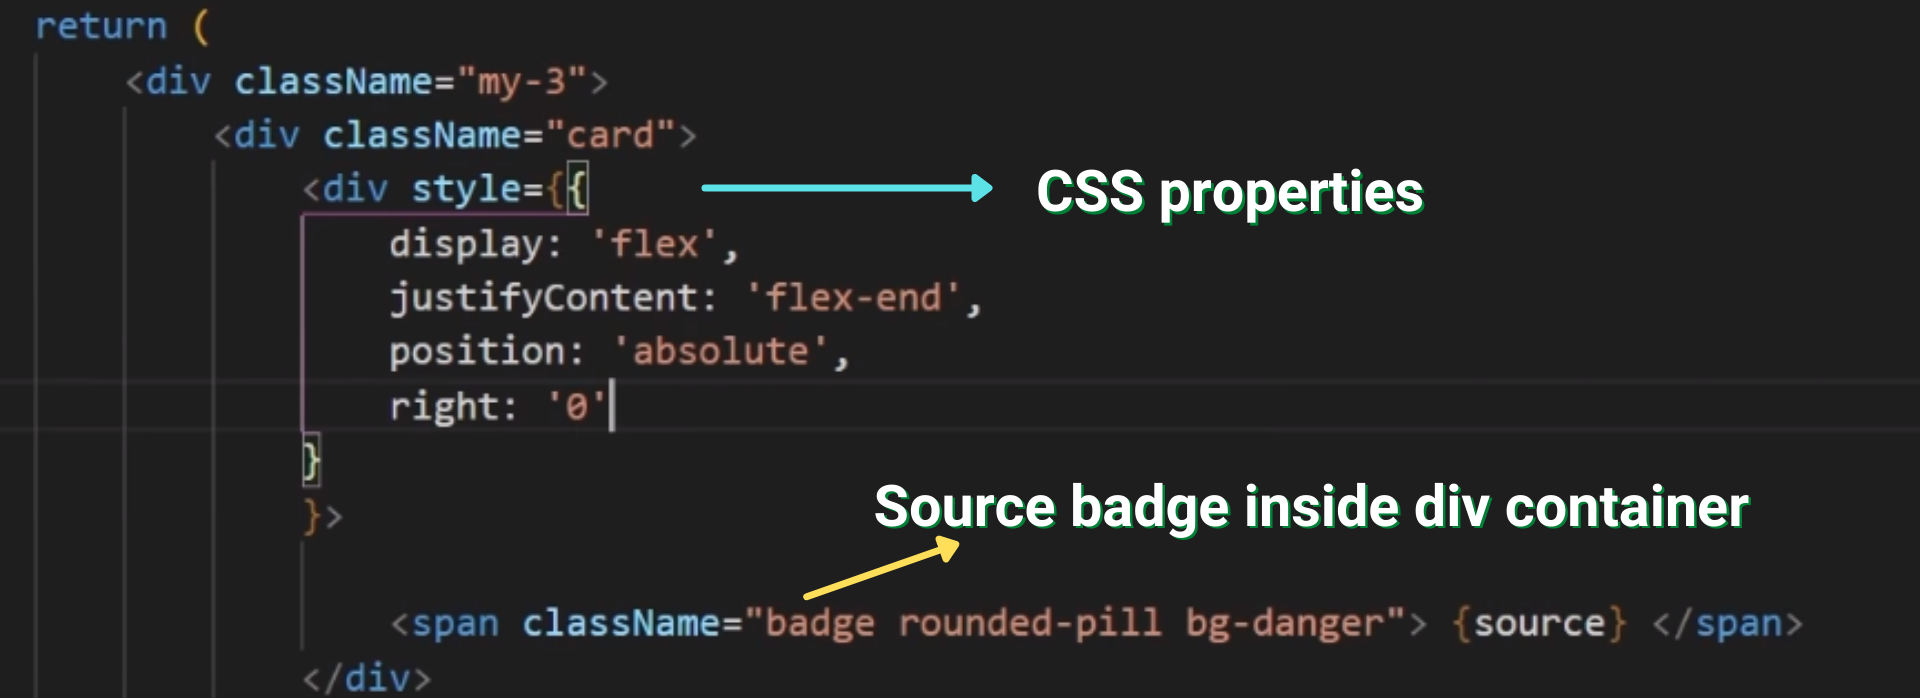 return (
<div className="my-3">
<div className="card">
<div style={{
CSS properties
display: 'flex',
justifyContent: 'flex-end',
position: 'absolute',
right: '0'
}
Source badge inside div container
}>
<span className="badge rounded-pill bg-danger"> {source} </span>
</div>